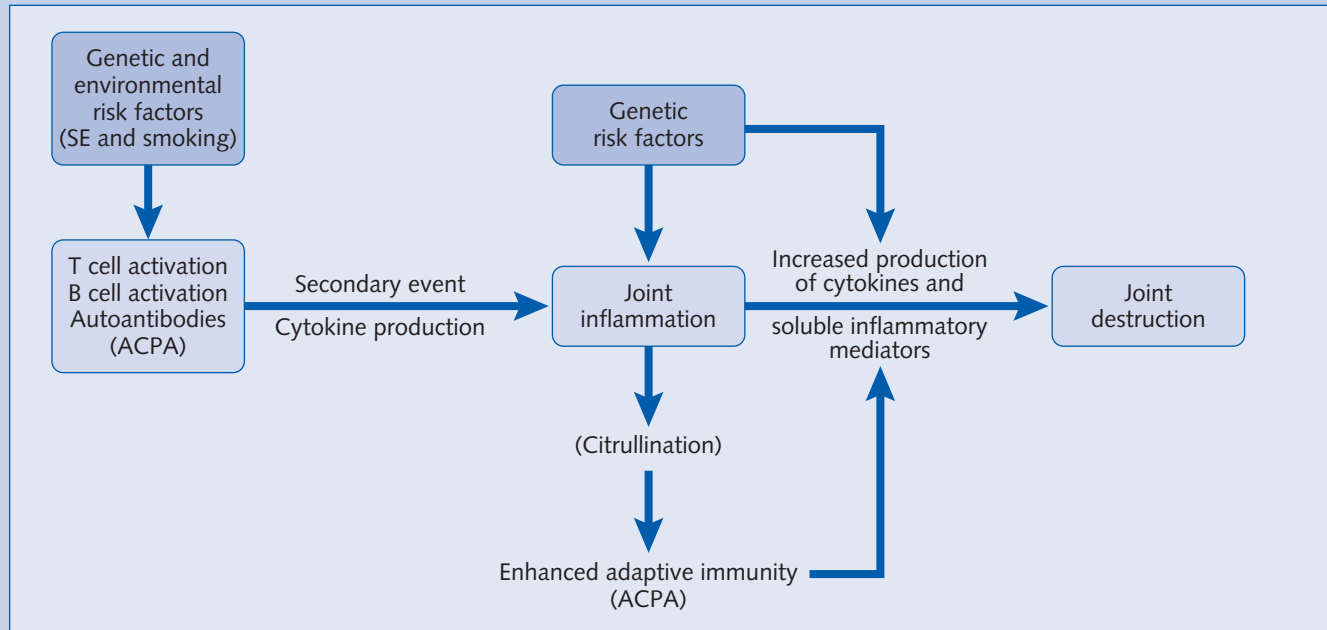 Genetic and
environmental
risk factors
(SE and smoking)
Genetic
risk factors
T cell activation
B cell activation
Autoantibodies
(ACPA)
Secondary event
Cytokine production
Joint
inflammation
Increased production
of cytokines and
soluble inflammatory
mediators
Joint
destruction
(Citrullination)
Enhanced adaptive immunity
(ACPA)